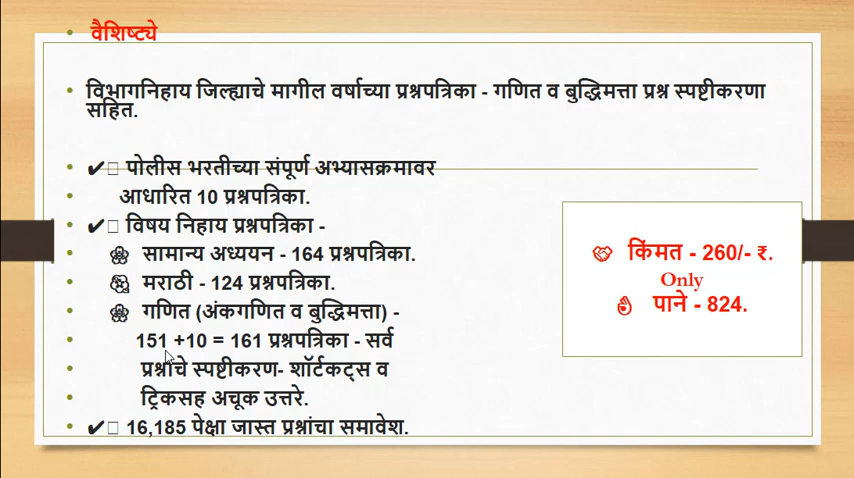 वैशिष्ट्ये
विभागनिहाय जिल्ह्याचे मागील वर्षाच्या प्रश्नपत्रिका - गणित व बुद्धिमत्ता प्रश्न स्पष्टीकरणा
सहित.
✔ पोलीस भरतीच्या संपूर्ण अभ्यासक्रमावर
आधारित 10 प्रश्नपत्रिका.
✔ विषय निहाय प्रश्नपत्रिका -
सामान्य अध्ययन - 164 प्रश्नपत्रिका.
मराठी - 124 प्रश्नपत्रिका.
गणित (अंकगणित व बुद्धिमत्ता) -
151 +10 = 161 प्रश्नपत्रिका - सर्व
प्रश्नांचे स्पष्टीकरण- शॉर्टकट्स व
ट्रिकसह अचूक उत्तरे.
✔ 16,185 पेक्षा जास्त प्रश्नांचा समावेश.
किंमत - 260/- ₹.
Only
पाने - 824.